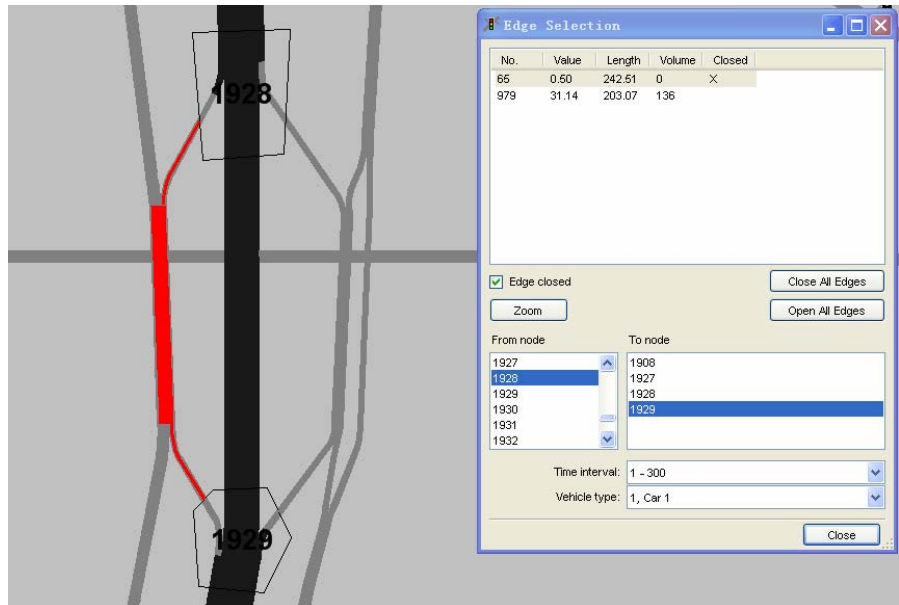 1928
1929
Edge Selection
No. Value Length Volume Closed
65 0.50 242.51 0 X
979 31.14 203.07 136
Edge closed
Close All Edges
Zoom
Open All Edges
From node To node
1927 1908
1928 1927
1929 1928
1930 1929
1931
1932
Time interval: 1 - 300
Vehicle type: 1, Car 1
Close